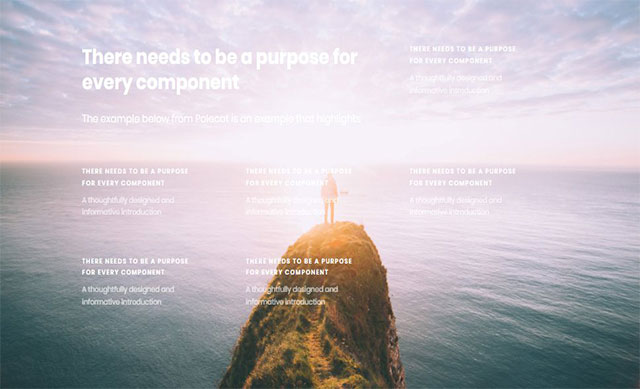 There needs to be a purpose for
every component
The example below from Polecat is an example that highlights
THERE NEEDS TO BE A PURPOSE
FOR EVERY COMPONENT
A thoughtfully designed and
informative introduction
THERE NEEDS TO BE A PURPOSE
FOR EVERY COMPONENT
A thoughtfully designed and
informative introduction
THERE NEEDS TO BE A PURPOSE
FOR EVERY COMPONENT
A thoughtfully designed and
informative introduction
THERE NEEDS TO BE A PURPOSE
FOR EVERY COMPONENT
A thoughtfully designed and
informative introduction
THERE NEEDS TO BE A PURPOSE
FOR EVERY COMPONENT
A thoughtfully designed and
informative introduction
THERE NEEDS TO BE A PURPOSE
FOR EVERY COMPONENT
A thoughtfully designed and
informative introduction